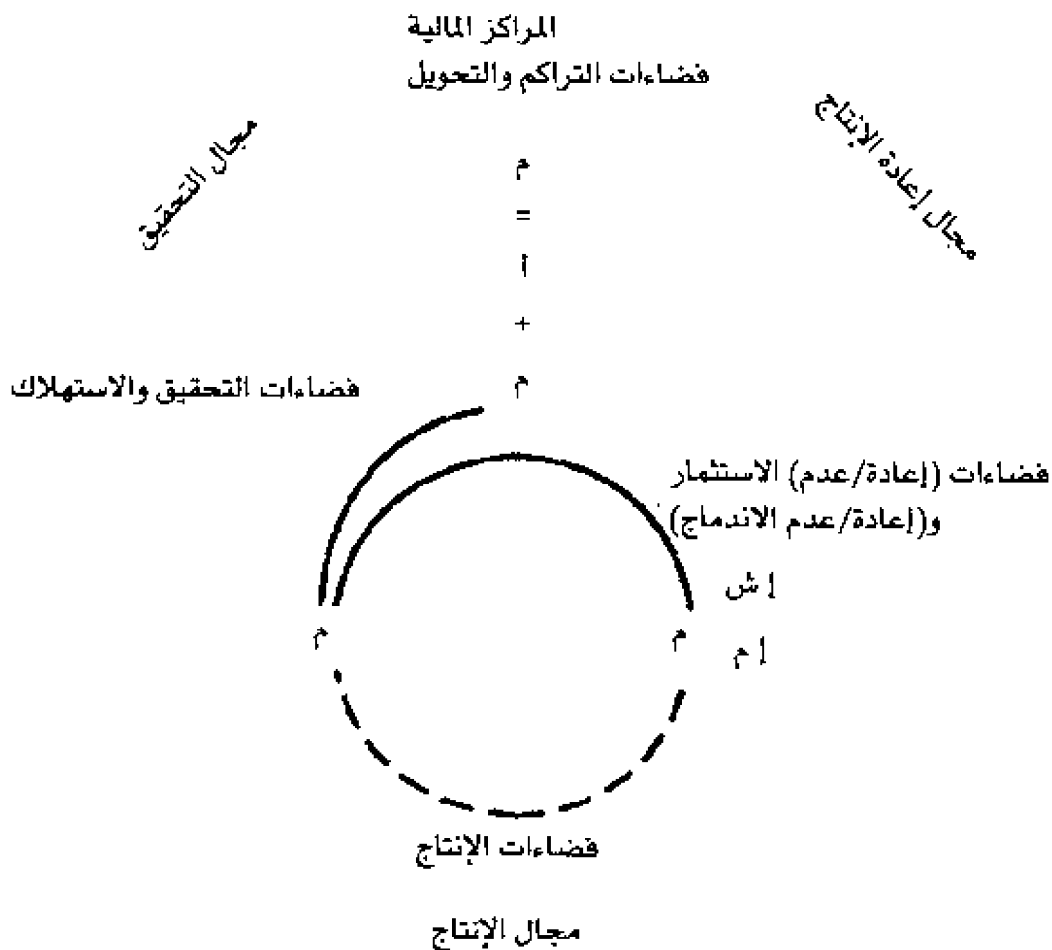 المراكز المالية
فضاءات التراكم والتحويل
مجال إعادة الإنتاج
مجال التحقيق
م
=
أ
+
م
فضاءات التحقيق والاستهلاك
فضاءات (إعادة/عدم) الاستثمار
و((إعادة/عدم الاندماج)
إ ش
م
م
إ م
فضاءات الإنتاج
مجال الإنتاج